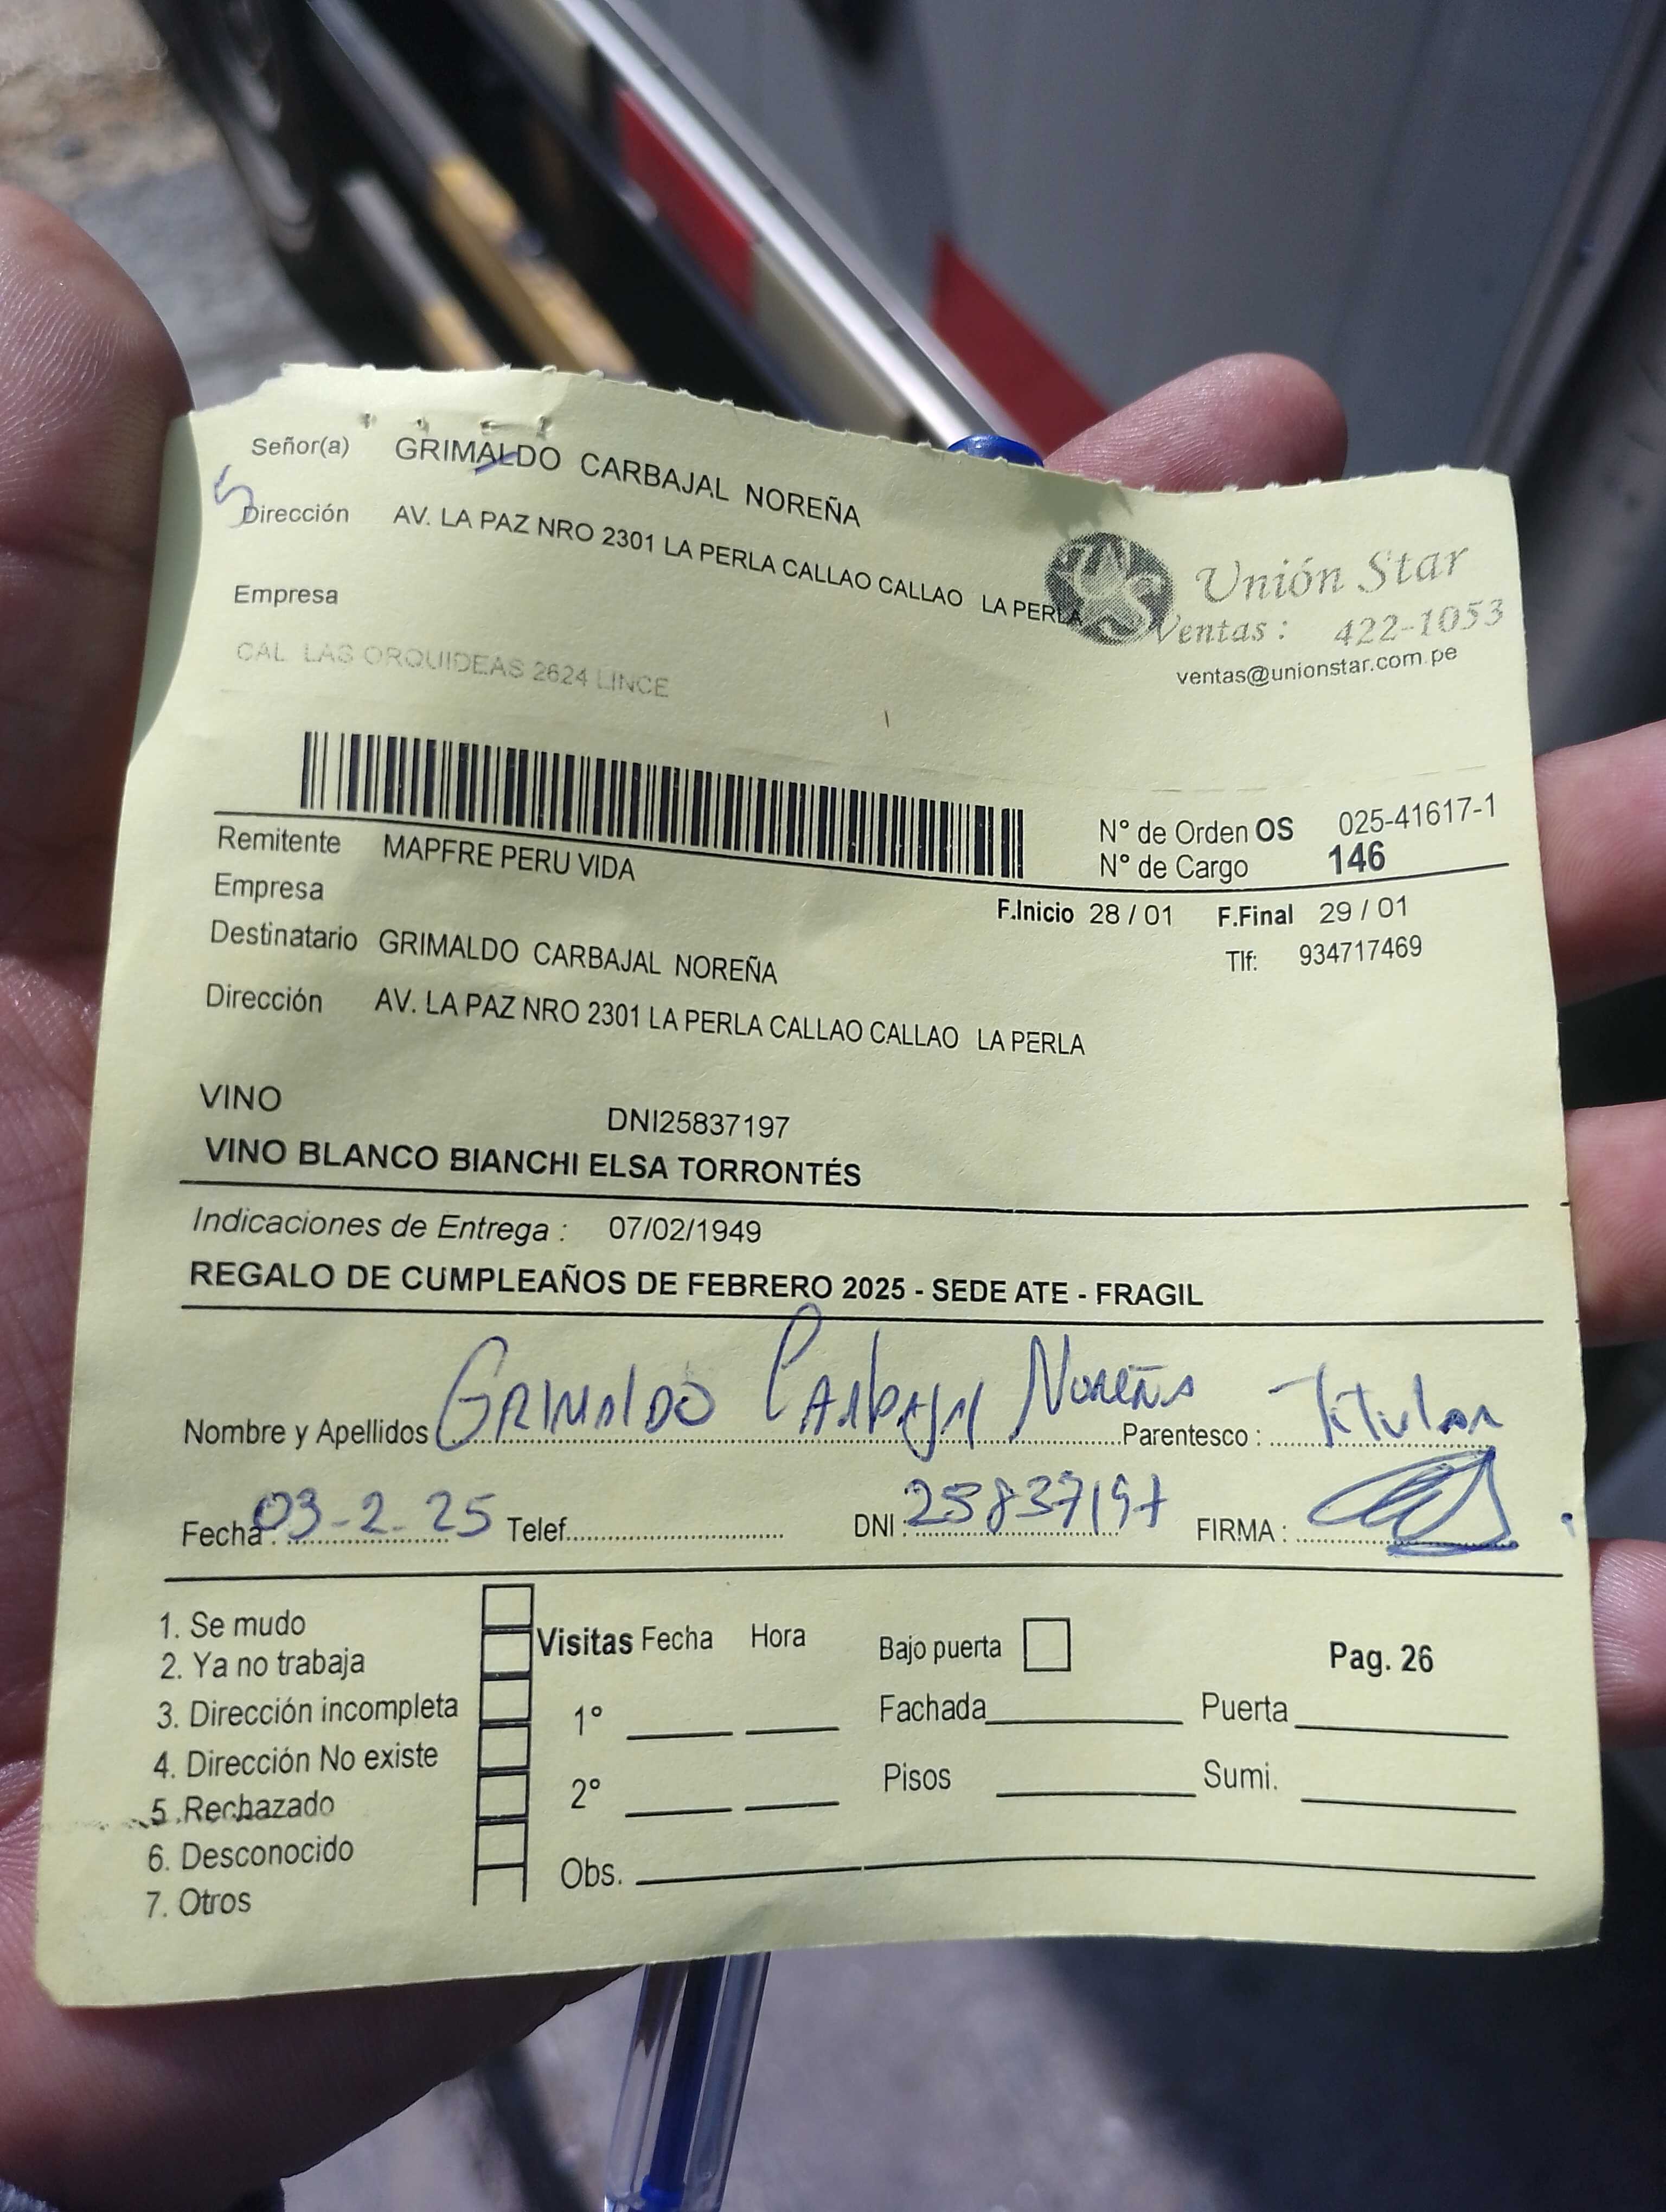 Señor(a) GRIMALDO CARBAJAL NOREÑA
5
Dirección AV. LA PAZ NRO 2301 LA PERLA CALLAO CALLAO LA PERLA
Unión Star
Empresa
Ventas : 422-1053
CAL LAS ORQUIDEAS 2624 LINCE
ventas@unionstar.com.pe
N° de Orden OS 025-41617-1
Remitente MAPFRE PERU VIDA
N° de Cargo 146
Empresa
F.Inicio 28 / 01 F.Final 29 / 01
Destinatario GRIMALDO CARBAJAL NOREÑA
Tlf: 934717469
Dirección AV. LA PAZ NRO 2301 LA PERLA CALLAO CALLAO LA PERLA
VINO
DNI25837197
VINO BLANCO BIANCHI ELSA TORRONTÉS
Indicaciones de Entrega : 07/02/1949
REGALO DE CUMPLEAÑOS DE FEBRERO 2025 - SEDE ATE - FRAGIL
Nombre y Apellidos GRIMALDO CARBAJAL NOREÑA Parentesco : Titular
Fecha : 03-2-25 Telef. DNI : 25837197 FIRMA :
1. Se mudo
2. Ya no trabaja
3. Dirección incompleta
4. Dirección No existe
5 .Rechazado
6. Desconocido
7. Otros
Visitas Fecha Hora
1°
2°
Obs.
Bajo puerta
Pag. 26
Fachada Puerta
Pisos Sumi.